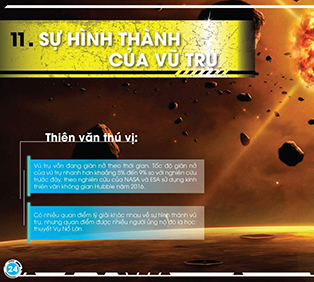 11. SỰ HÌNH THÀNH
CỦA VŨ TRỤ
Thiên văn thú vị:
Vũ trụ vẫn đang giãn nở theo thời gian. Tốc độ giãn nở
của vũ trụ nhanh hơn khoảng 5% đến 9% so với nghiên cứu
trước đây, theo nghiên cứu của NASA và ESA sử dụng kính
thiên văn không gian Hubble năm 2016.
Có nhiều quan điểm lý giải khác nhau về sự hình thành vũ
trụ, nhưng quan điểm được nhiều người ủng hộ đó là học
thuyết Vụ Nổ Lớn.
24